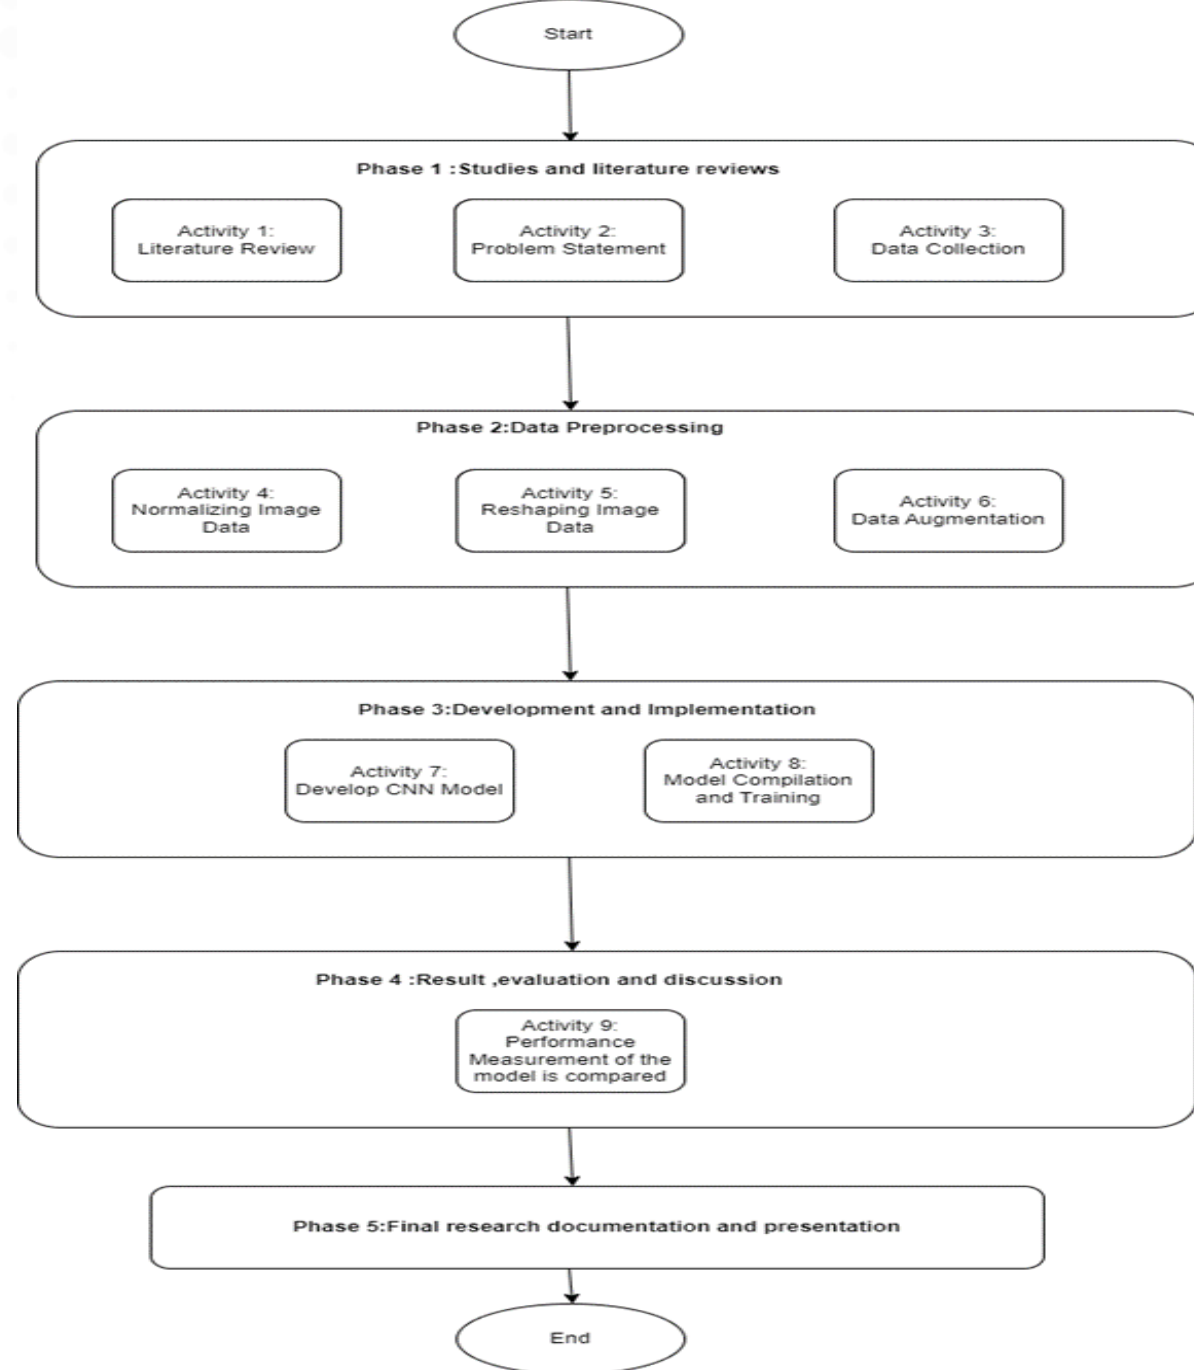 Start
Phase 1 :Studies and literature reviews
Activity 1:
Literature Review
Activity 2:
Problem Statement
Activity 3:
Data Collection
Phase 2:Data Preprocessing
Activity 4:
Normalizing Image
Data
Activity 5:
Reshaping Image
Data
Activity 6:
Data Augmentation
Phase 3:Development and Implementation
Activity 7:
Develop CNN Model
Activity 8:
Model Compilation
and Training
Phase 4 :Result ,evaluation and discussion
Activity 9:
Performance
Measurement of the
model is compared
Phase 5:Final research documentation and presentation
End